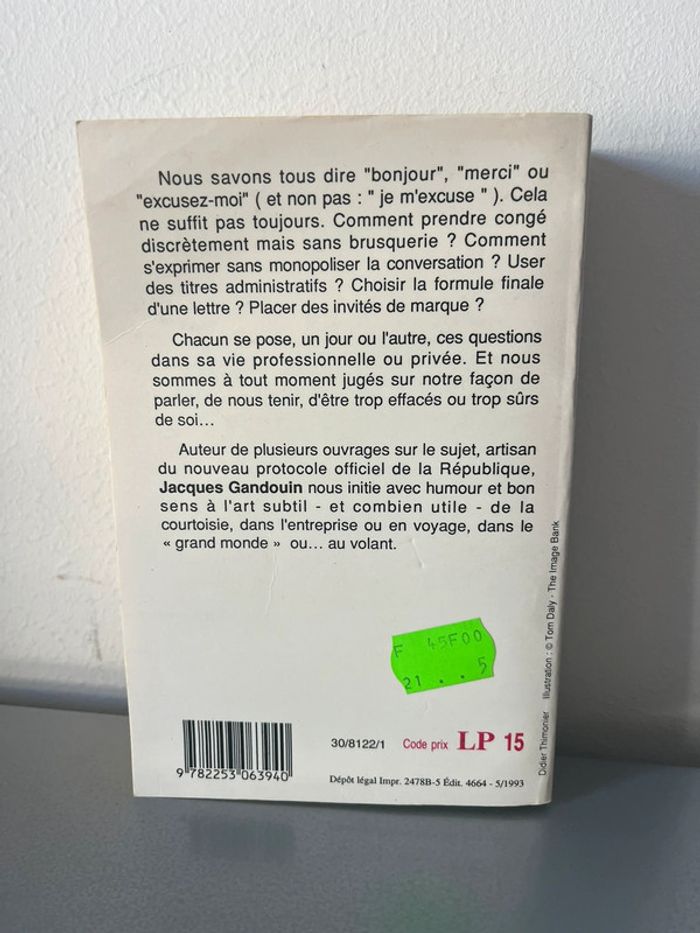 Nous savons tous dire "bonjour", "merci" ou
"excusez-moi" ( et non pas : " je m'excuse " ). Cela
ne suffit pas toujours. Comment prendre congé
discrètement mais sans brusquerie ? Comment
s'exprimer sans monopoliser la conversation ? User
des titres administratifs ? Choisir la formule finale
d'une lettre ? Placer des invités de marque ?
Chacun se pose, un jour ou l'autre, ces questions
dans sa vie professionnelle ou privée. Et nous
sommes à tout moment jugés sur notre façon de
parler, de nous tenir, d'être trop effacés ou trop sûrs
de soi...
Auteur de plusieurs ouvrages sur le sujet, artisan
du nouveau protocole officiel de la République,
Jacques Gandouin nous initie avec humour et bon
sens à l'art subtil - et combien utile - de la
courtoisie, dans l'entreprise ou en voyage, dans le
« grand monde » ou... au volant.
F 45F00
21 . . 5
9 782253 063940
30/8122/1 Code prix LP 15
Dépôt légal Impr. 2478B-5 Édit. 4664 - 5/1993
Didier Thimonier Illustration : © Tom Daly - The Image Bank